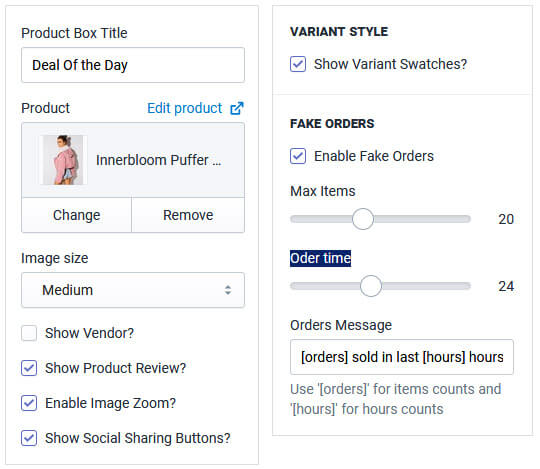 Product Box Title
Deal Of the Day
Product Edit product
Innerbloom Puffer ...
Change Remove
Image size
Medium
Show Vendor?
Show Product Review?
Enable Image Zoom?
Show Social Sharing Buttons?
VARIANT STYLE
Show Variant Swatches?
FAKE ORDERS
Enable Fake Orders
Max Items
20
Oder time
24
Orders Message
[orders] sold in last [hours] hours
Use '[orders]' for items counts and
'[hours]' for hours counts